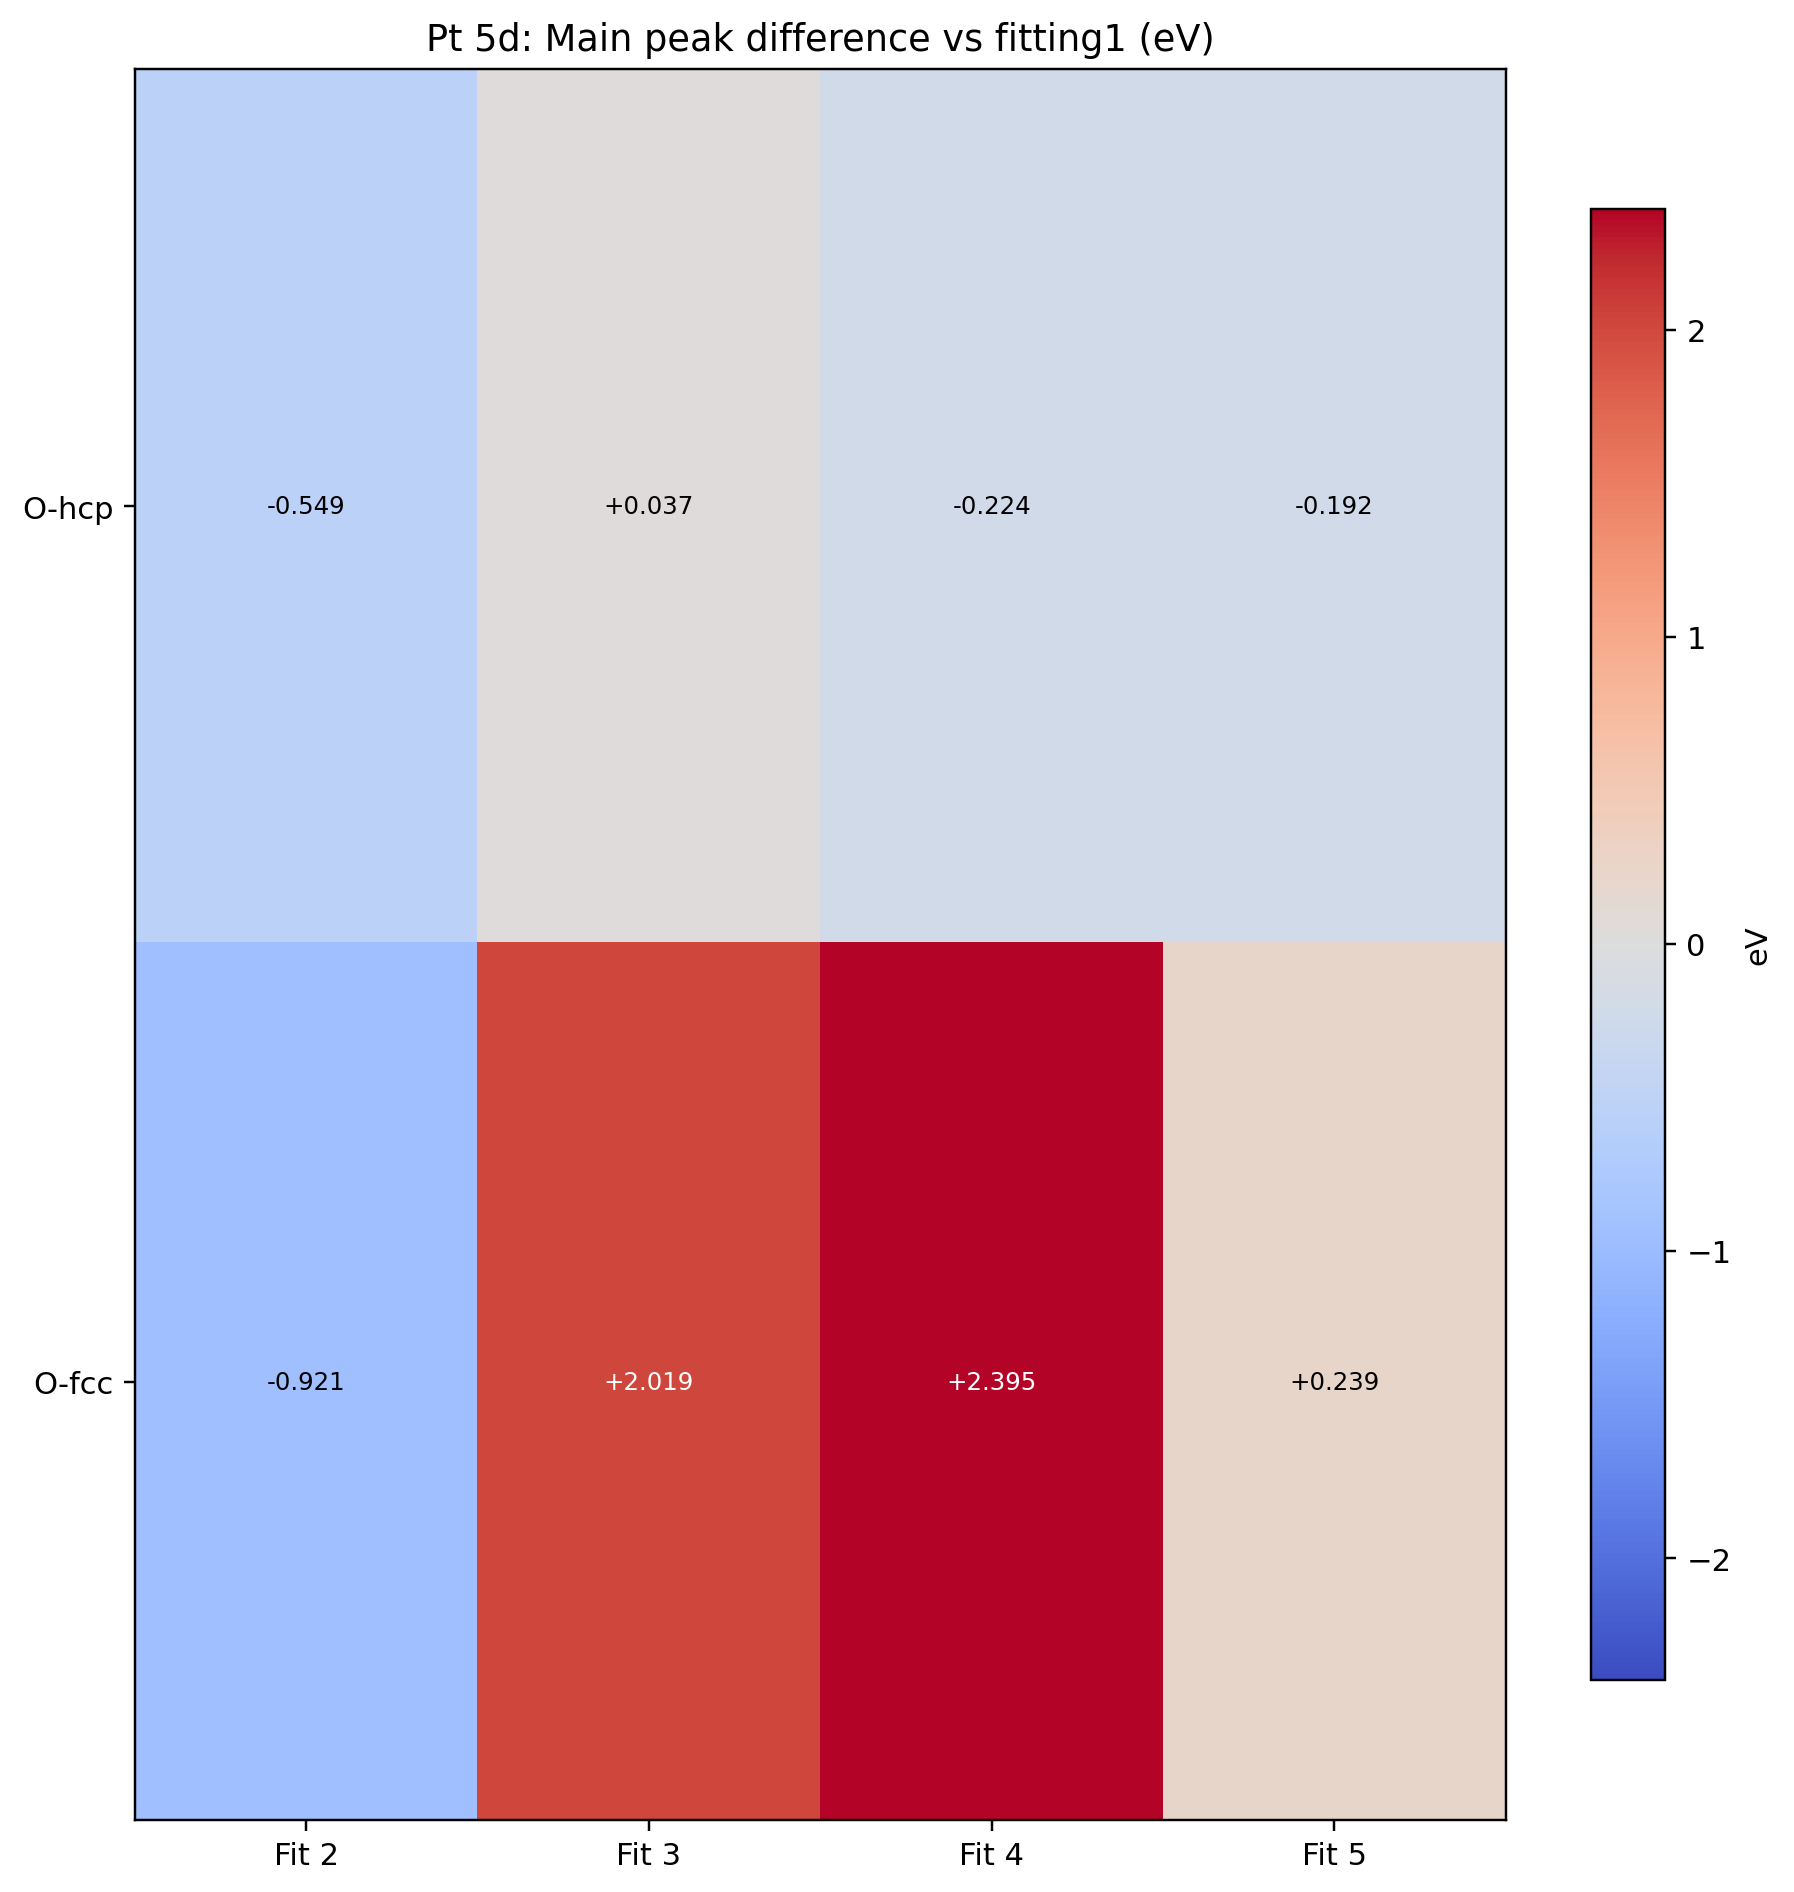 Pt 5d: Main peak difference vs fitting1 (eV)
O-hcp
-0.549
+0.037
-0.224
-0.192
O-fcc
-0.921
+2.019
+2.395
+0.239
Fit 2
Fit 3
Fit 4
Fit 5
2
1
0
−1
−2
eV